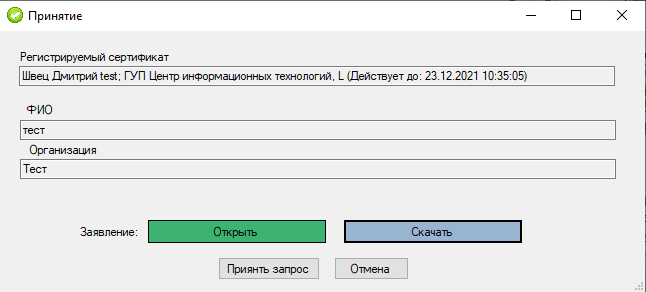 Принятие
Регистрируемый сертификат
Швец Дмитрий test; ГУП Центр информационных технологий, L (Действует до: 23.12.2021 10:35:05)
ФИО
тест
Организация
Тест
Заявление: Открыть Скачать
Приянть запрос Отмена